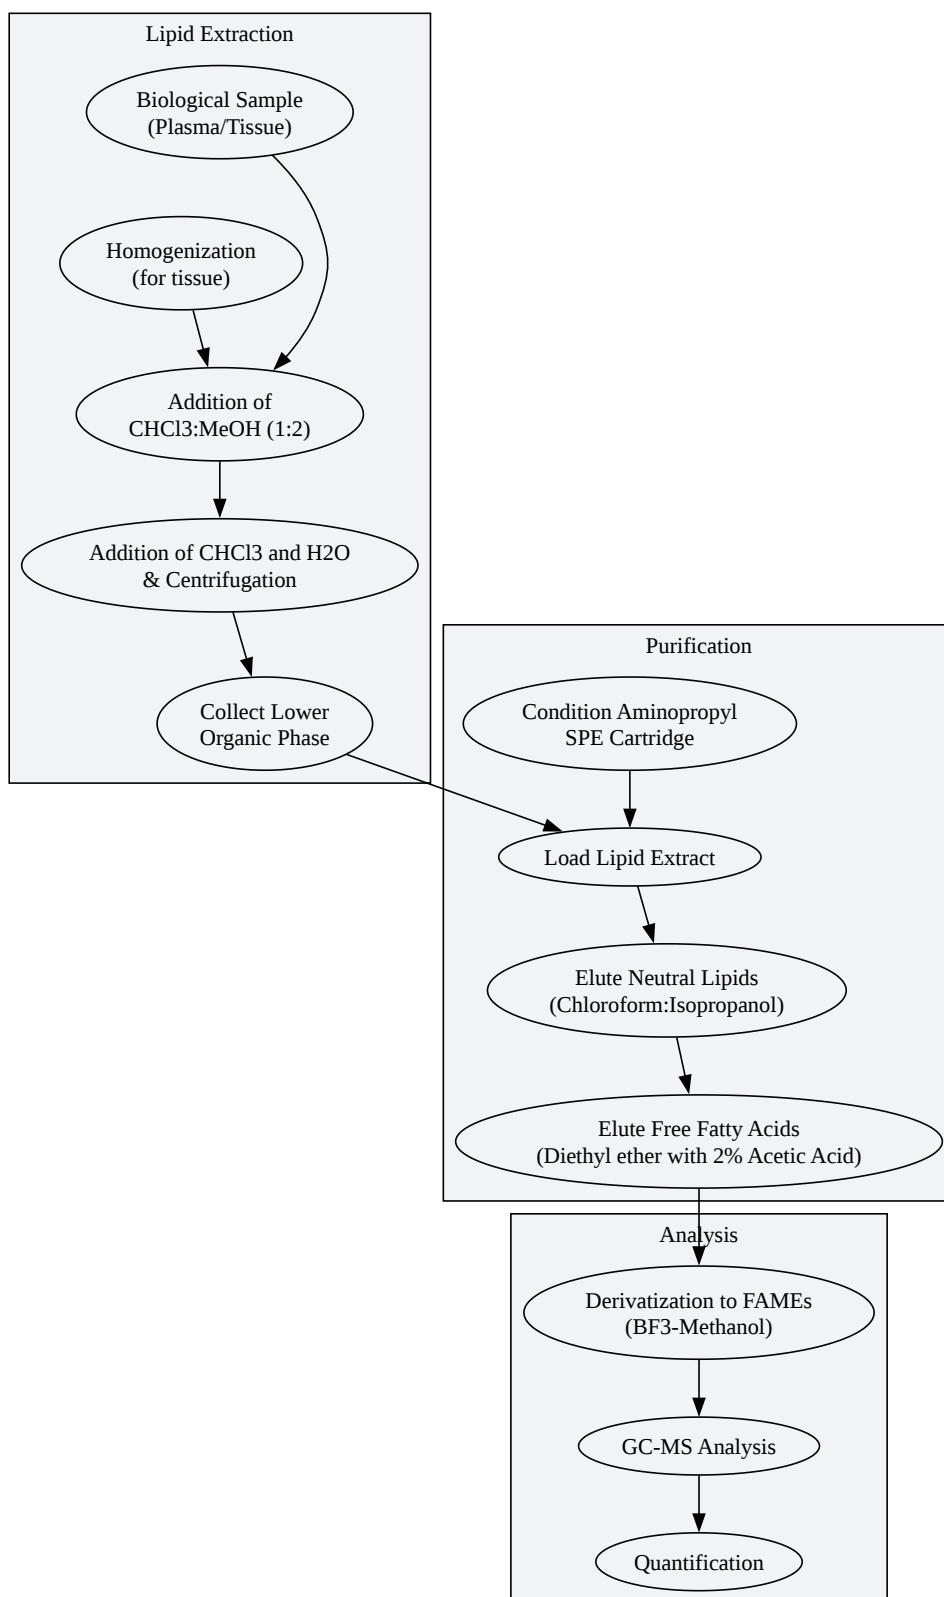 Lipid Extraction
Biological Sample
(Plasma/Tissue)
Homogenization
(for tissue)
Addition of
CHCl3:MeOH (1:2)
Addition of CHCl3 and H2O
& Centrifugation
Collect Lower
Organic Phase
Purification
Condition Aminopropyl
SPE Cartridge
Load Lipid Extract
Elute Neutral Lipids
(Chloroform:Isopropanol)
Elute Free Fatty Acids
(Diethyl ether with 2% Acetic Acid)
Analysis
Derivatization to FAMEs
(BF3-Methanol)
GC-MS Analysis
Quantification